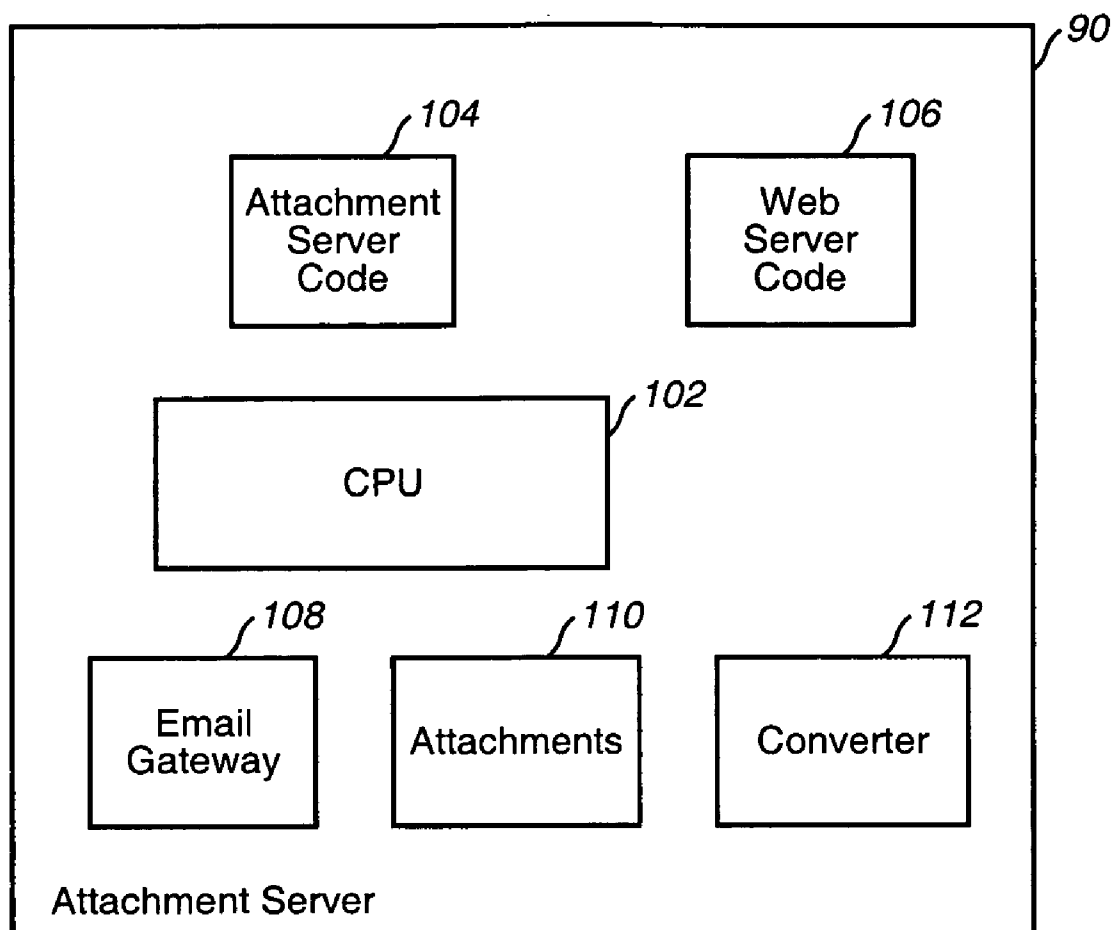 90
104
106
Attachment
Server
Code
Web
Server
Code
102
CPU
108
110
112
Email
Gateway
Attachments
Converter
Attachment Server